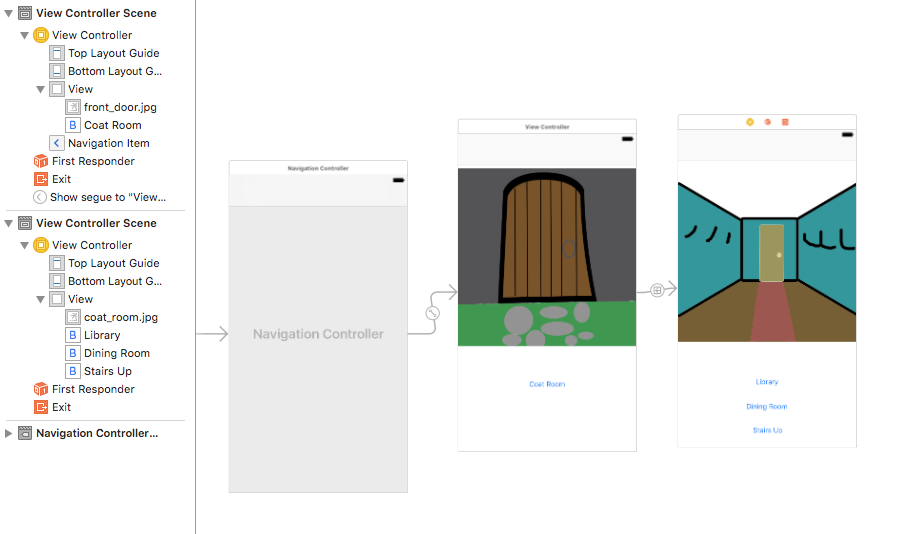 View Controller Scene
View Controller
Top Layout Guide
Bottom Layout G...
View
front_door.jpg
B Coat Room
Navigation Item
First Responder
Exit
Show segue to "View...
View Controller Scene
View Controller
Top Layout Guide
Bottom Layout G...
View
coat_room.jpg
B Library
B Dining Room
B Stairs Up
First Responder
Exit
Navigation Controller...
Navigation Controller
Navigation Controller
View Controller
Coat Room
Library
Dining Room
Stairs Up